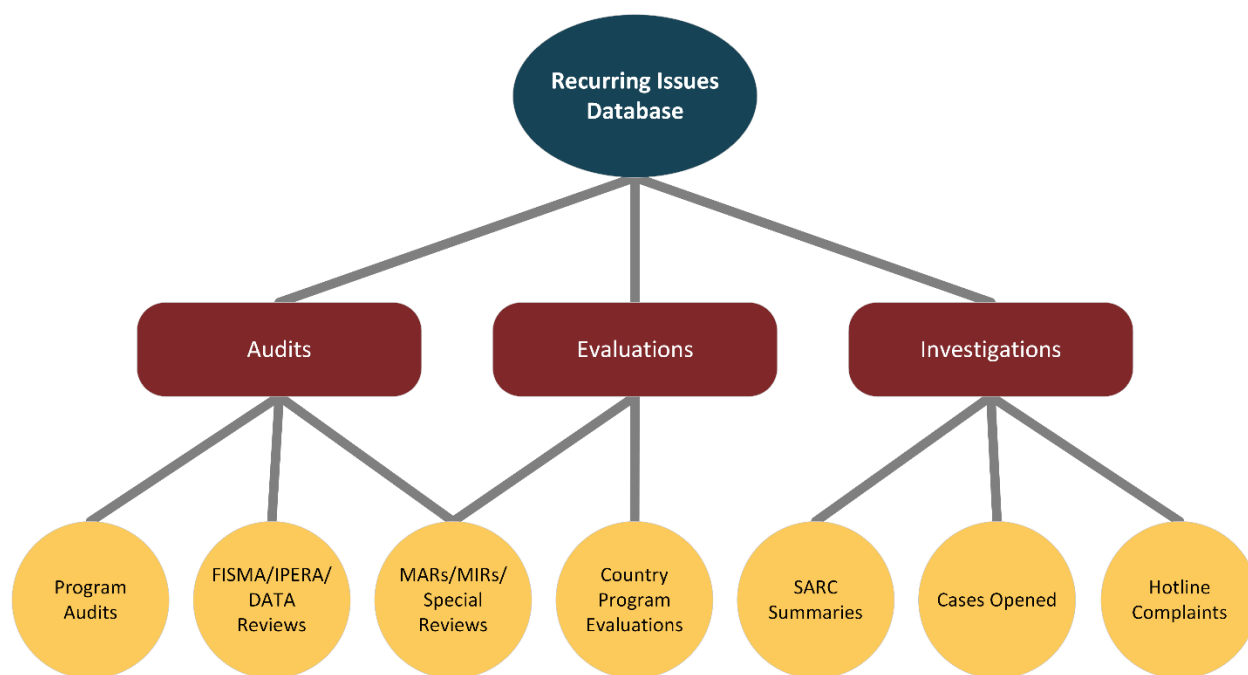 Recurring Issues
Database
Audits
Evaluations
Investigations
Program
Audits
FISMA/IPERA/
DATA
Reviews
MARs/MIRs/
Special
Reviews
Country
Program
Evaluations
SARC
Summaries
Cases Opened
Hotline
Complaints